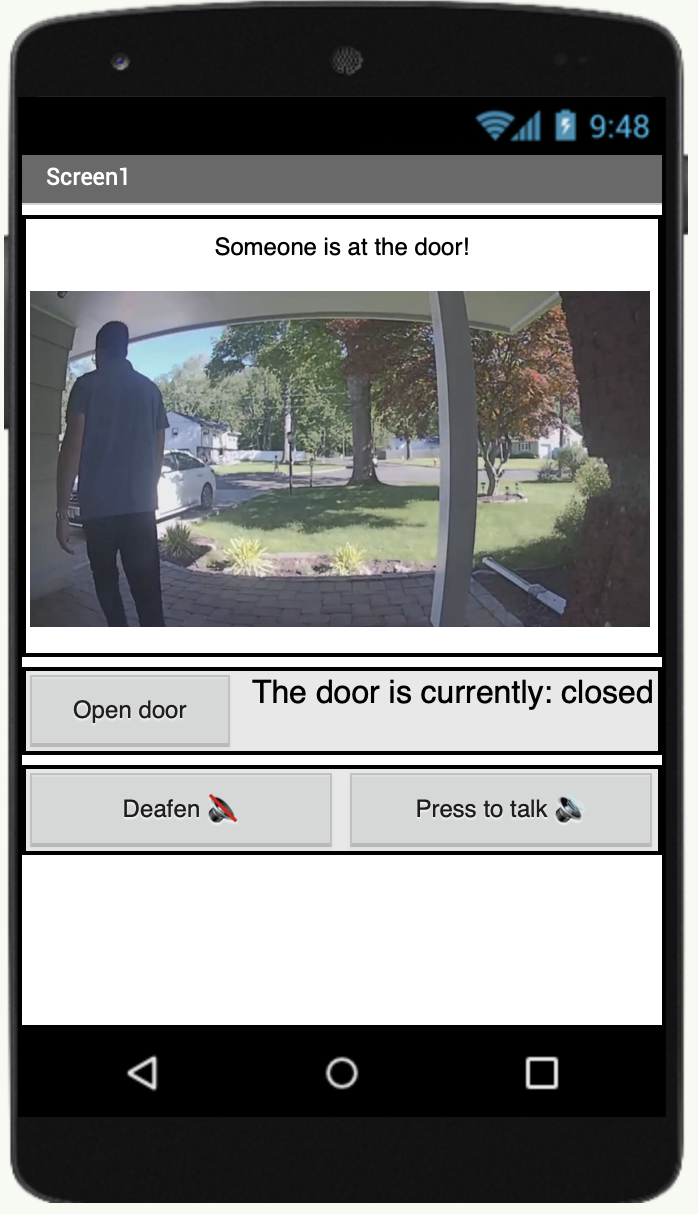 9:48
Screen1
Someone is at the door!
Open door
The door is currently: closed
Deafen 🔇
Press to talk 🔈